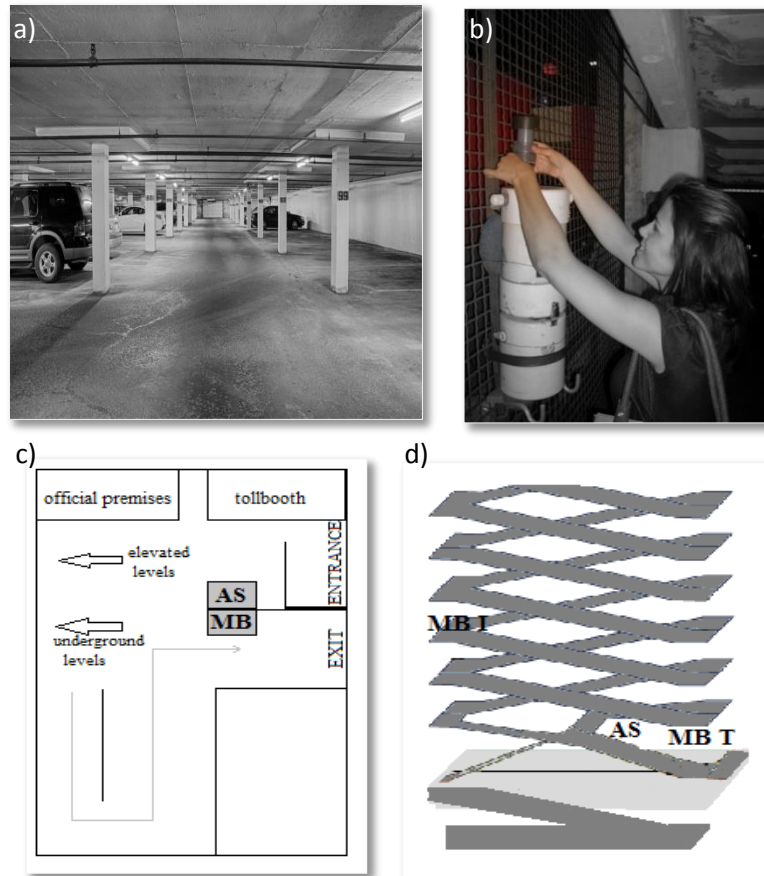 a)
b)
99
c)
official premises
tollbooth
elevated
levels
ENTRANCE
AS
MB
underground
levels
EXIT
d)
MB I
AS
MB T